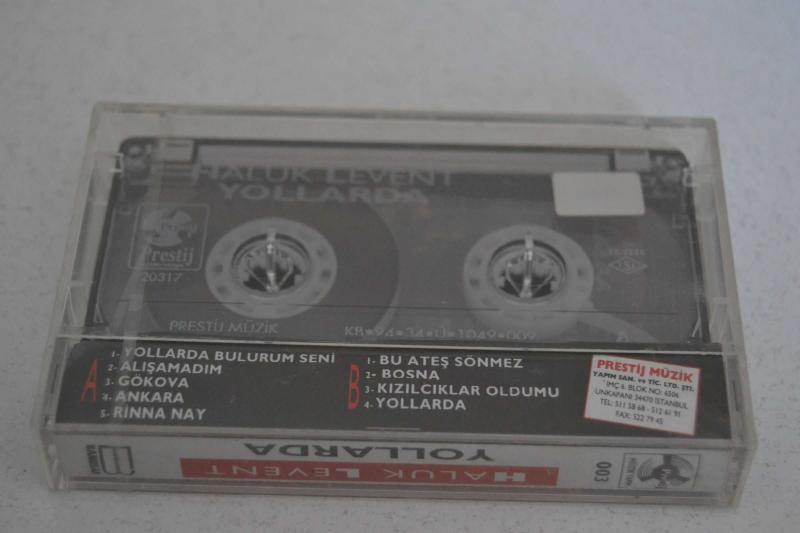 HALUK LEVENT
YOLLARDA
Prestij
20317
PRESTİJ MÜZİK
KB•94•34•Ü•1049•009
A
A
1- YOLLARDA BULURUM SENİ
2- ALIŞAMADIM
3- GÖKOVA
4- ANKARA
5- RİNNA NAY
B
1- BU ATEŞ SÖNMEZ
2- BOSNA
3- KIZILCIKLAR OLDUMU
4- YOLLARDA
PRESTİJ MÜZİK
YAPIM SAN. ve TİC. LTD. ŞTİ.
İMÇ 6. BLOK NO: 6506
UNKAPANI 34470 İSTANBUL
TEL: 511 58 68 - 512 61 91
FAX: 522 79 45
YOLLARDA
HALUK LEVENT
003